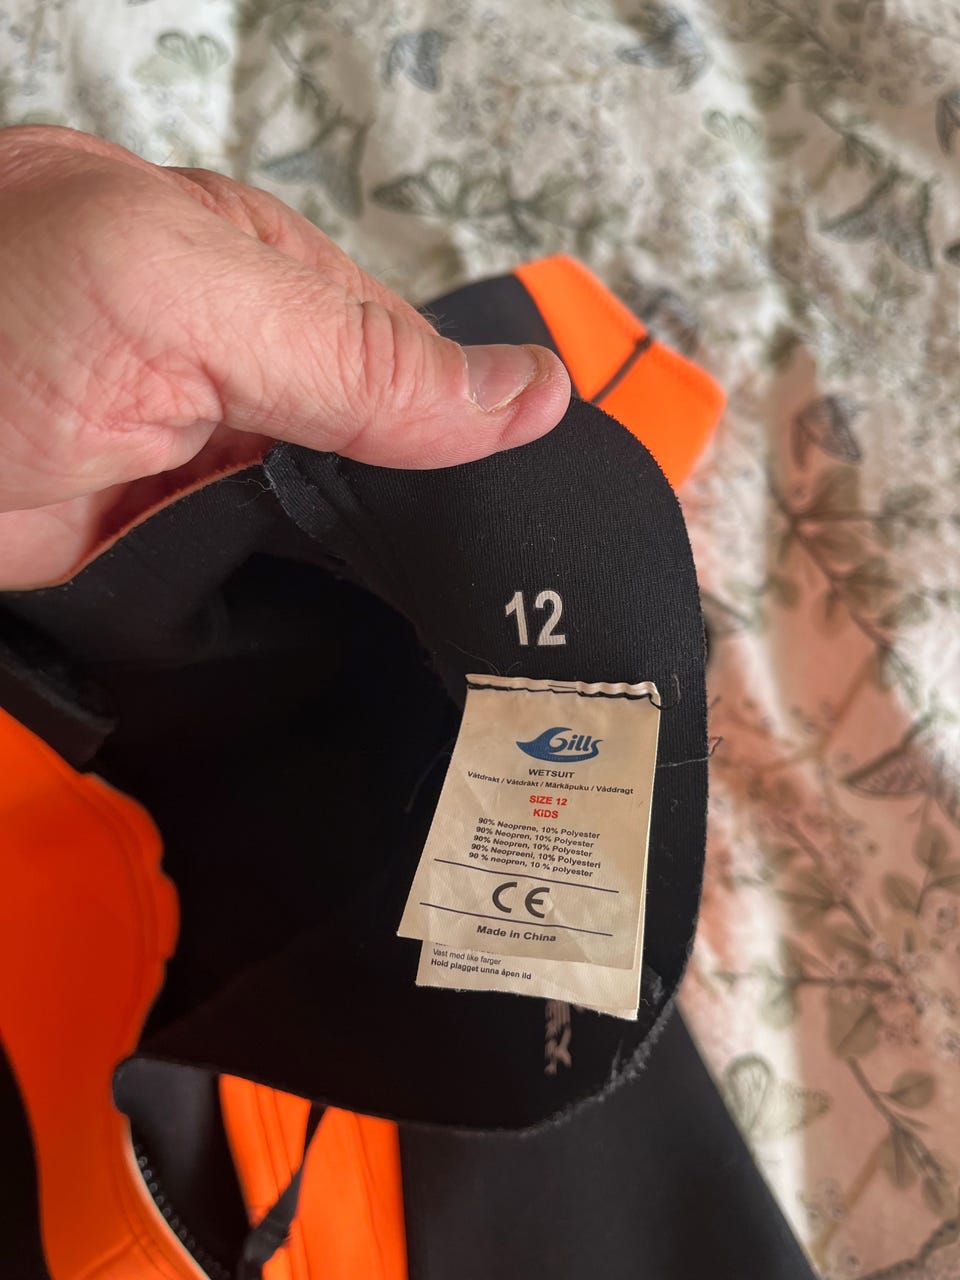 12
Gills
WETSUIT
Våtdrakt / Våtdräkt / Märkäpuku / Våddragt
SIZE 12
KiDS
90% Neoprene, 10% Polyester
90% Neopren, 10% Polyester
90% Neopren, 10% Polyester
90% Neopreeni, 10% Polyesteri
90 % neopren, 10 % polyester
CE
Made in China
Vast med like farger
Hold plagget unna åpen ild